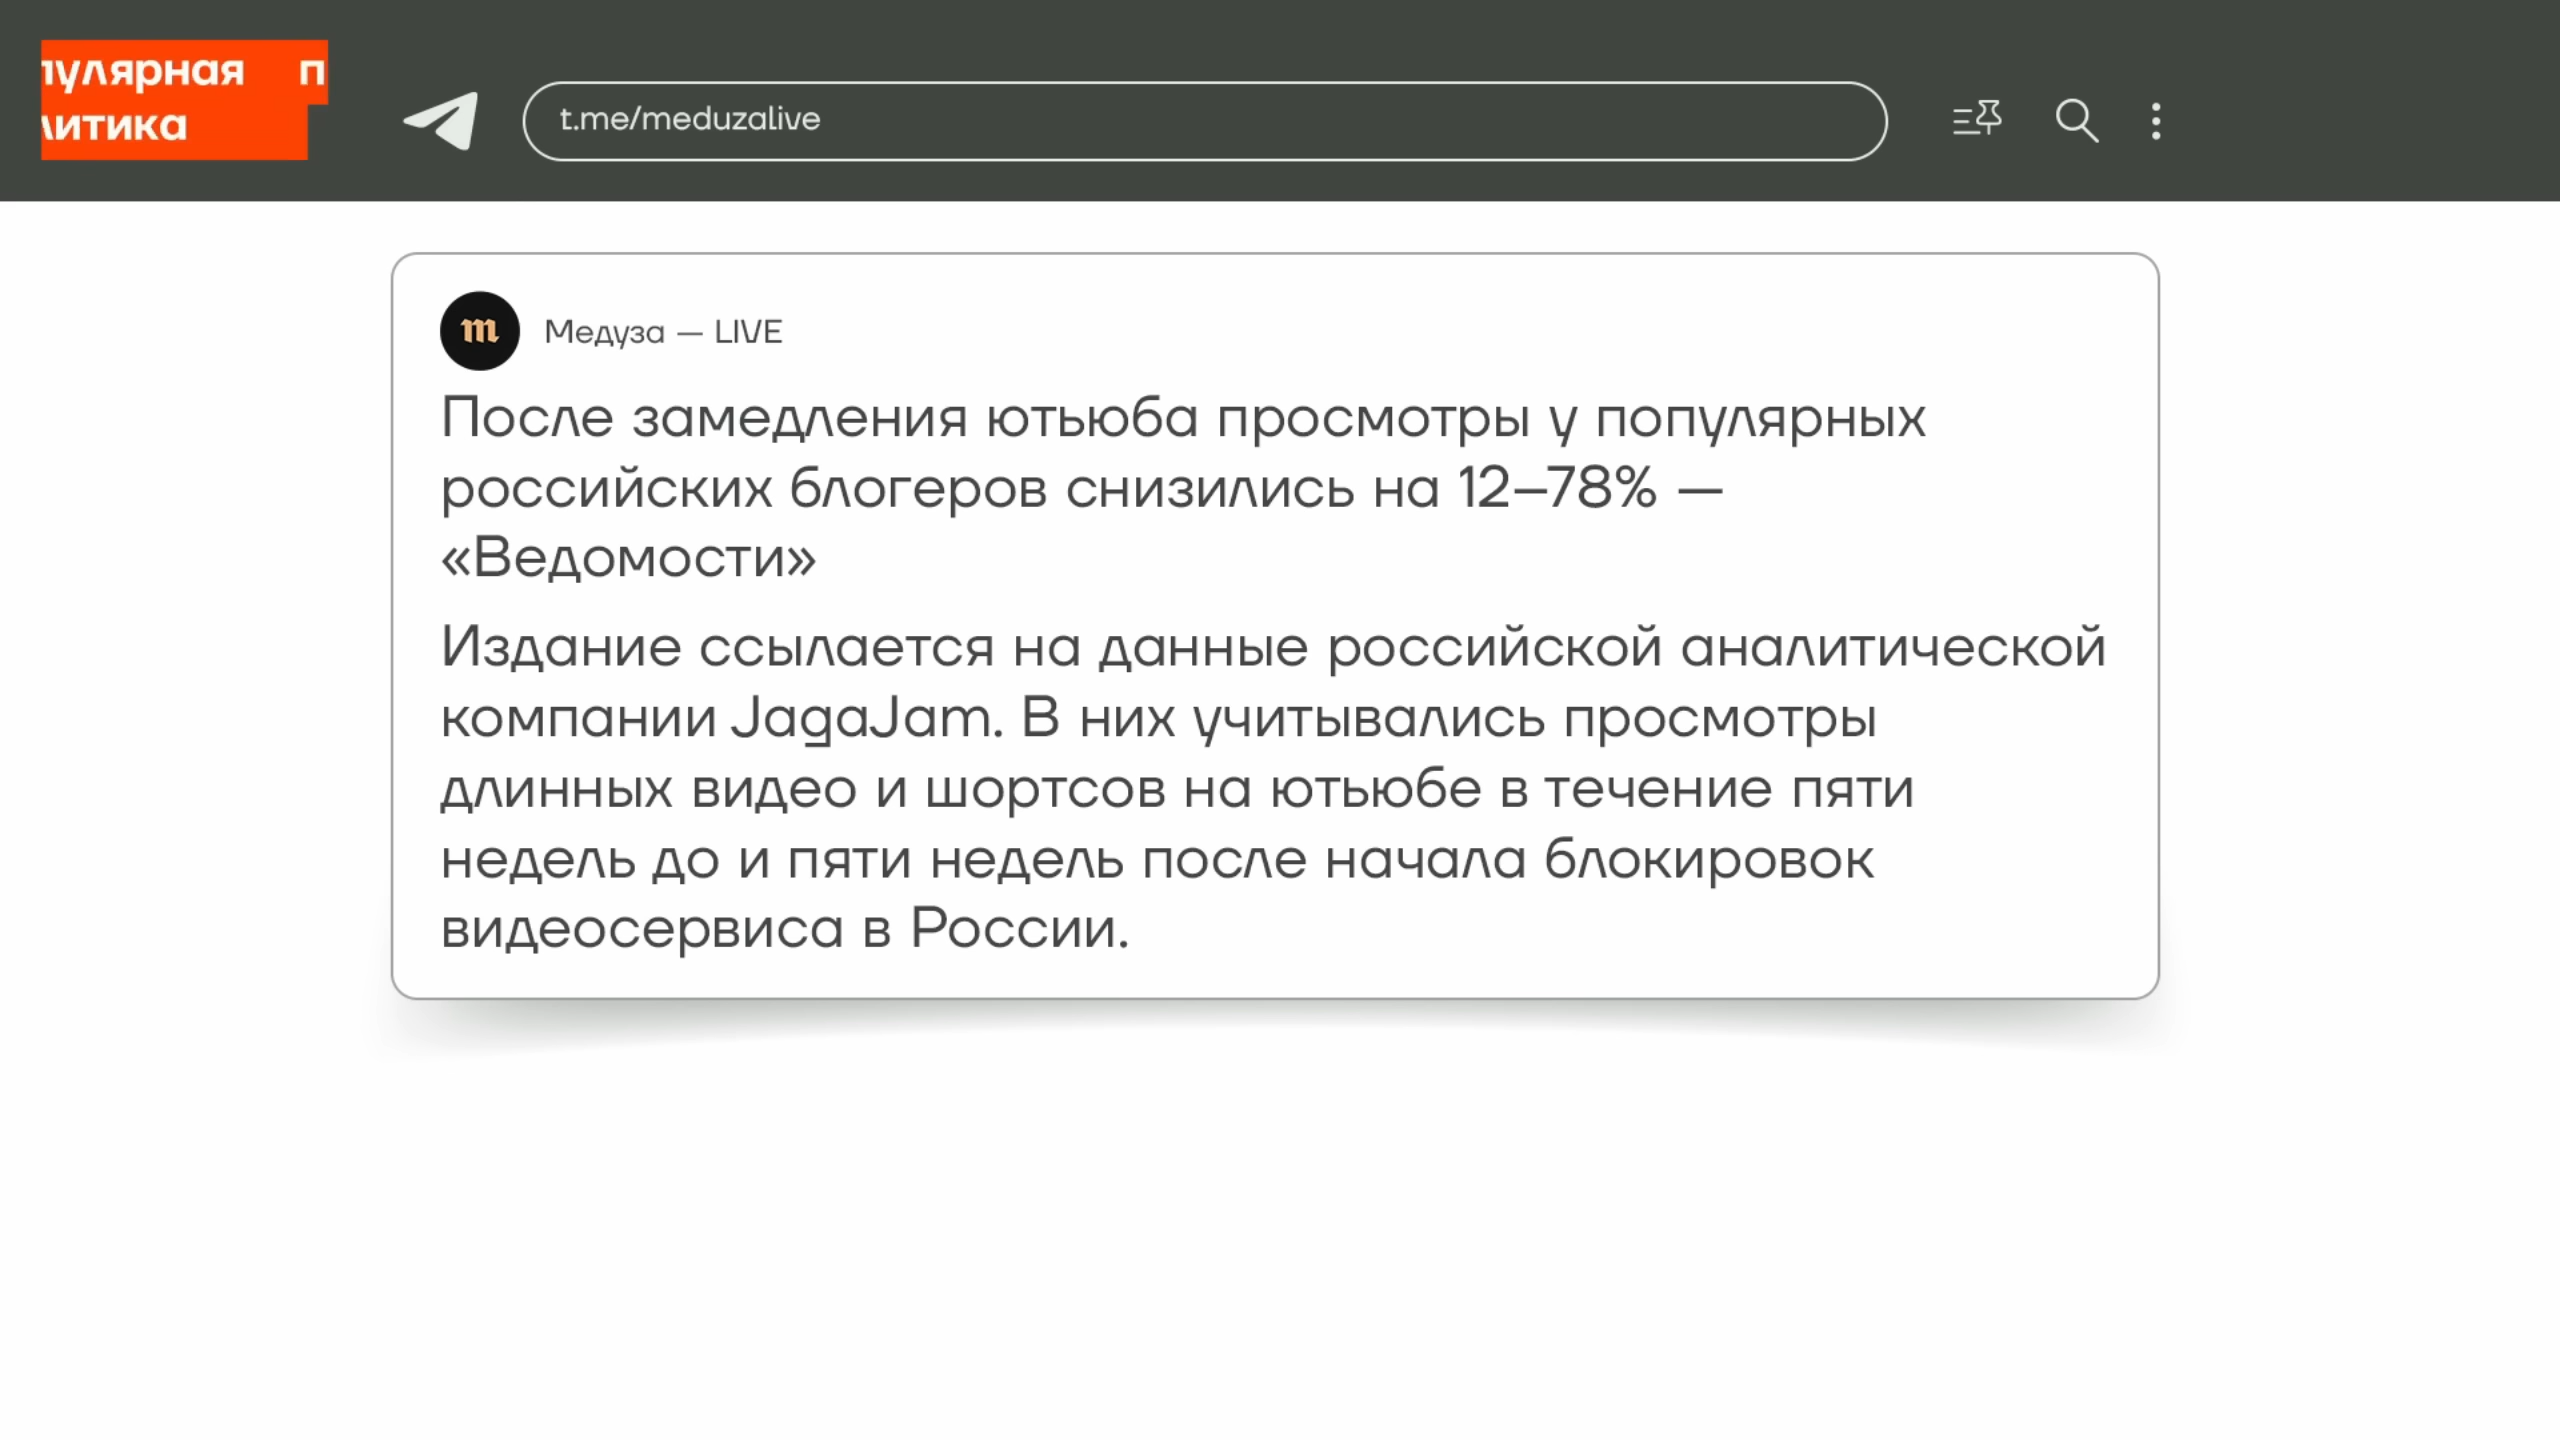 пулярная п
литика
t.me/meduzalive
m
Медуза — LIVE
После замедления ютьюба просмотры у популярных
российских блогеров снизились на 12–78% —
«Ведомости»
Издание ссылается на данные российской аналитической
компании JagaJam. В них учитывались просмотры
длинных видео и шортсов на ютьюбе в течение пяти
недель до и пяти недель после начала блокировок
видеосервиса в России.